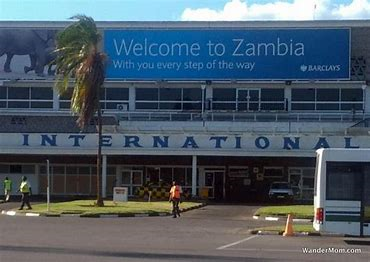 Welcome to Zambia
With you every step of the way
BARCLAYS
INTERNATIONAL
WanderMom.com